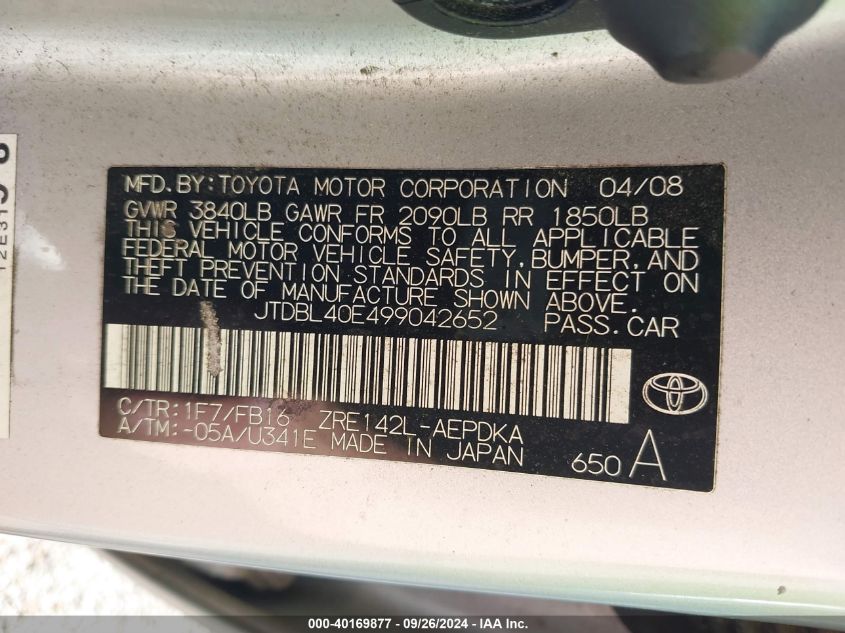 MFD. BY: TOYOTA MOTOR CORPORATION 04/08
GVWR 3840LB GAWR FR 2090LB RR 1850LB
THIS VEHICLE CONFORMS TO ALL APPLICABLE
FEDERAL MOTOR VEHICLE SAFETY, BUMPER, AND
THEFT PREVENTION STANDARDS IN EFFECT ON
THE DATE OF MANUFACTURE SHOWN ABOVE.
JTDBL40E499042652 PASS. CAR
C/TR: 1F7/FB16 ZRE142L-AEPDKA
A/TM: -05A/U341E MADE IN JAPAN
650 A
000-40169877 - 09/26/2024 - IAA Inc.